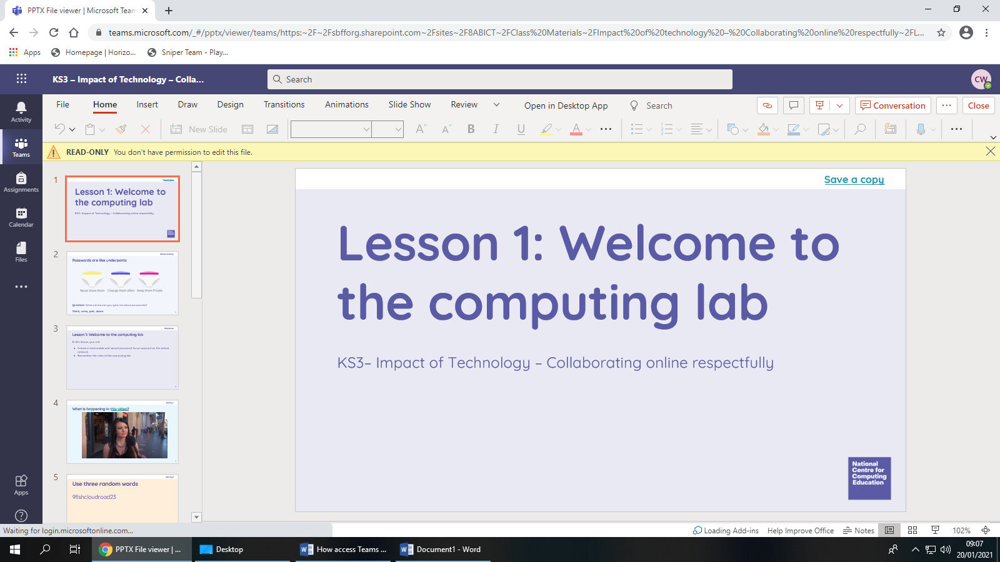 PPTX File viewer | Microsoft Team
teams.microsoft.com/_#/pptx/viewer/teams/https:~2F~2Fsbfforg.sharepoint.com~2Fsites~2F8ABICT~2FClass%20Materials~2FImpact%20of%20technology%20–%20Collaborating%20online%20respectfully~2FL...
Apps Homepage | Horizo... Sniper Team - Play...
KS3 – Impact of Technology – Colla... Search CW
File Home Insert Draw Design Transitions Animations Slide Show Review Open in Desktop App Search Conversation ... Close
New Slide B I U A
READ-ONLY You don't have permission to edit this file.
Activity
Teams
Assignments
Calendar
Files
Apps
1
Lesson 1: Welcome to
the computing lab
KS3- Impact of Technology – Collaborating online respectfully
2
Passwords are like underpants
Never share them Change them often Keep them Private
Question: What advice can you give me about passwords?
Think, write, pair, share
3
Objectives
Lesson 1: Welcome to the computing lab
In this lesson, you will:
Create a memorable and secure password for an account on the school
network
Remember the rules of the computing lab
4
Activity 1
What is happening in this video?
5
Use three random words
9fishcloudroad23
Save a copy
Lesson 1: Welcome to
the computing lab
KS3– Impact of Technology – Collaborating online respectfully
National
Centre for
Computing
Education
Waiting for login.microsoftonline.com...
Loading Add-ins Help Improve Office Notes 102%
PPTX File viewer | ... Desktop How access Teams ... Document1 - Word
09:07
20/01/2021